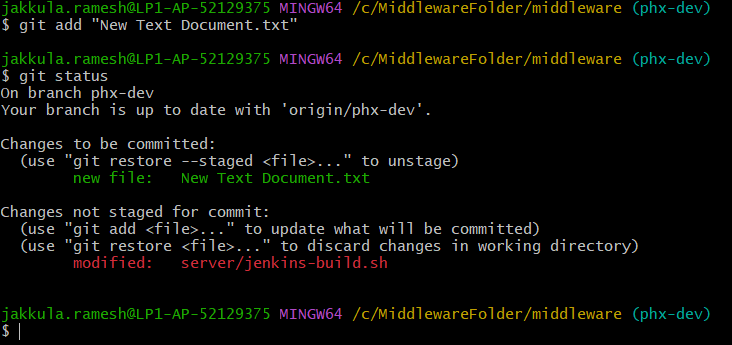 jakkula.ramesh@LP1-AP-52129375 MINGW64 /c/MiddlewareFolder/middleware (phx-dev)
$ git add "New Text Document.txt"
jakkula.ramesh@LP1-AP-52129375 MINGW64 /c/MiddlewareFolder/middleware (phx-dev)
$ git status
On branch phx-dev
Your branch is up to date with 'origin/phx-dev'.
Changes to be committed:
(use "git restore --staged <file>..." to unstage)
new file:   New Text Document.txt
Changes not staged for commit:
(use "git add <file>..." to update what will be committed)
(use "git restore <file>..." to discard changes in working directory)
modified:   server/jenkins-build.sh
jakkula.ramesh@LP1-AP-52129375 MINGW64 /c/MiddlewareFolder/middleware (phx-dev)
$